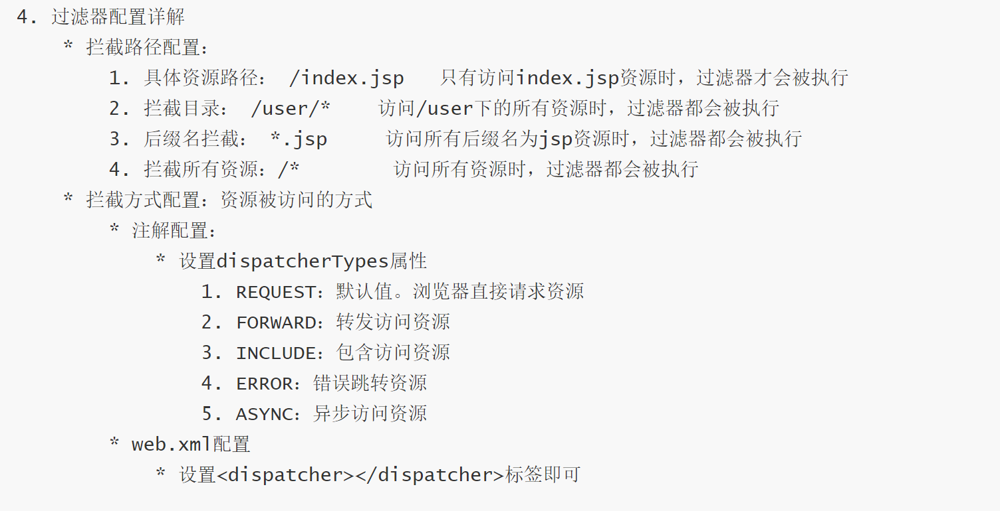 4. 过滤器配置详解
* 拦截路径配置：
1. 具体资源路径： /index.jsp 只有访问index.jsp资源时，过滤器才会被执行
2. 拦截目录： /user/* 访问/user下的所有资源时，过滤器都会被执行
3. 后缀名拦截： *.jsp 访问所有后缀名为jsp资源时，过滤器都会被执行
4. 拦截所有资源：/* 访问所有资源时，过滤器都会被执行
* 拦截方式配置：资源被访问的方式
* 注解配置：
* 设置dispatcherTypes属性
1. REQUEST：默认值。浏览器直接请求资源
2. FORWARD：转发访问资源
3. INCLUDE：包含访问资源
4. ERROR：错误跳转资源
5. ASYNC：异步访问资源
* web.xml配置
* 设置<dispatcher></dispatcher>标签即可